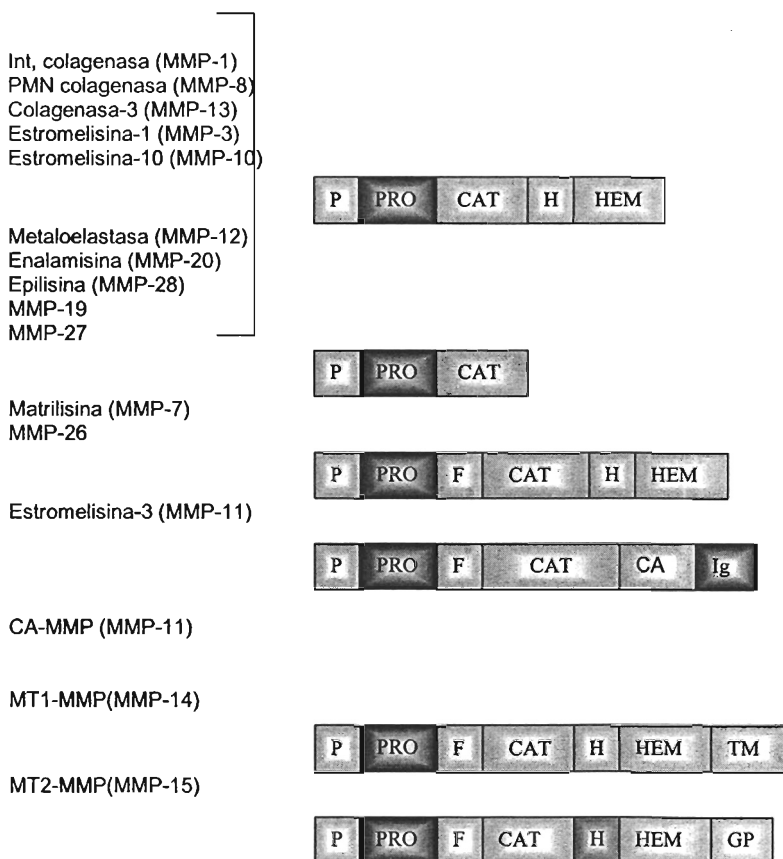 Int, colagenasa (MMP-1)
PMN colagenasa (MMP-8)
Colagenasa-3 (MMP-13)
Estromelisina-1 (MMP-3)
Estromelisina-10 (MMP-10)
P PRO CAT H HEM
Metaloelastasa (MMP-12)
Enalamisina (MMP-20)
Epilisina (MMP-28)
MMP-19
MMP-27
P PRO CAT
Matrilisina (MMP-7)
MMP-26
P PRO F CAT H HEM
Estromelisina-3 (MMP-11)
P PRO F CAT CA Ig
CA-MMP (MMP-11)
MT1-MMP(MMP-14)
P PRO F CAT H HEM TM
MT2-MMP(MMP-15)
P PRO F CAT H HEM GP